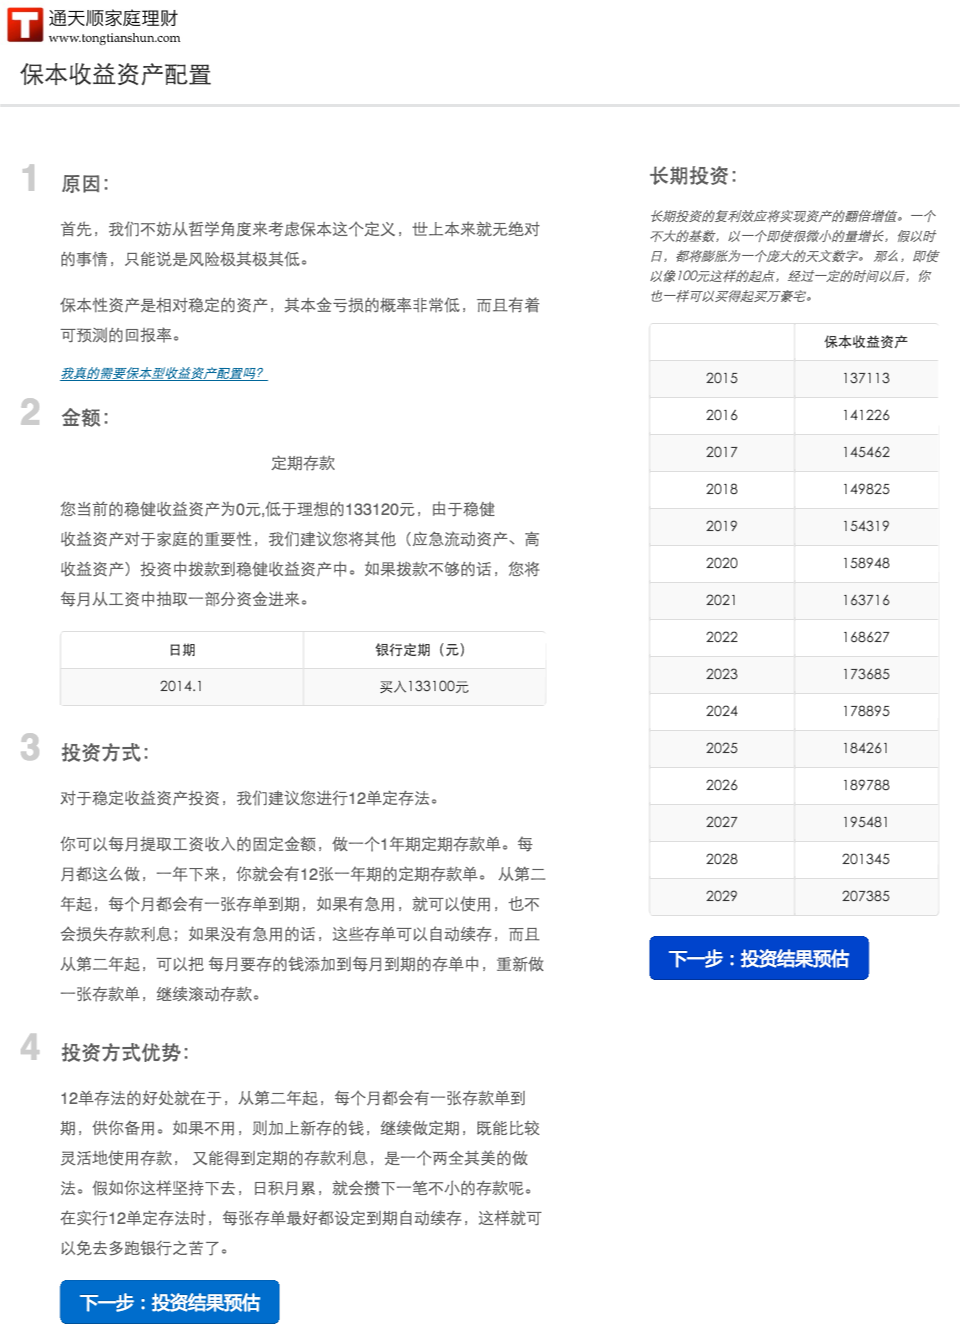 通天顺家庭理财
www.tongtianshun.com
保本收益资产配置
1 原因：
首先，我们不妨从哲学角度来考虑保本这个定义，世上本来就无绝对
的事情，只能说是风险极其极其低。
保本性资产是相对稳定的资产，其本金亏损的概率非常低，而且有着
可预测的回报率。
我真的需要保本型收益资产配置吗？
2 金额：
定期存款
您当前的稳健收益资产为0元,低于理想的133120元，由于稳健
收益资产对于家庭的重要性，我们建议您将其他（应急流动资产、高
收益资产）投资中拨款到稳健收益资产中。如果拨款不够的话，您将
每月从工资中抽取一部分资金进来。
日期 银行定期（元）
2014.1 买入133100元
3 投资方式：
对于稳定收益资产投资，我们建议您进行12单定存法。
你可以每月提取工资收入的固定金额，做一个1年期定期存款单。每
月都这么做，一年下来，你就会有12张一年期的定期存款单。 从第二
年起，每个月都会有一张存单到期，如果有急用，就可以使用，也不
会损失存款利息；如果没有急用的话，这些存单可以自动续存，而且
从第二年起，可以把 每月要存的钱添加到每月到期的存单中，重新做
一张存款单，继续滚动存款。
4 投资方式优势：
12单存法的好处就在于，从第二年起，每个月都会有一张存款单到
期，供你备用。如果不用，则加上新存的钱，继续做定期，既能比较
灵活地使用存款， 又能得到定期的存款利息，是一个两全其美的做
法。假如你这样坚持下去，日积月累，就会攒下一笔不小的存款呢。
在实行12单定存法时，每张存单最好都设定到期自动续存，这样就可
以免去多跑银行之苦了。
下一步：投资结果预估
长期投资：
长期投资的复利效应将实现资产的翻倍增值。一个
不大的基数，以一个即使很微小的量增长，假以时
日，都将膨胀为一个庞大的天文数字。 那么，即使
以像100元这样的起点，经过一定的时间以后，你
也一样可以买得起买万豪宅。
保本收益资产
2015 137113
2016 141226
2017 145462
2018 149825
2019 154319
2020 158948
2021 163716
2022 168627
2023 173685
2024 178895
2025 184261
2026 189788
2027 195481
2028 201345
2029 207385
下一步：投资结果预估